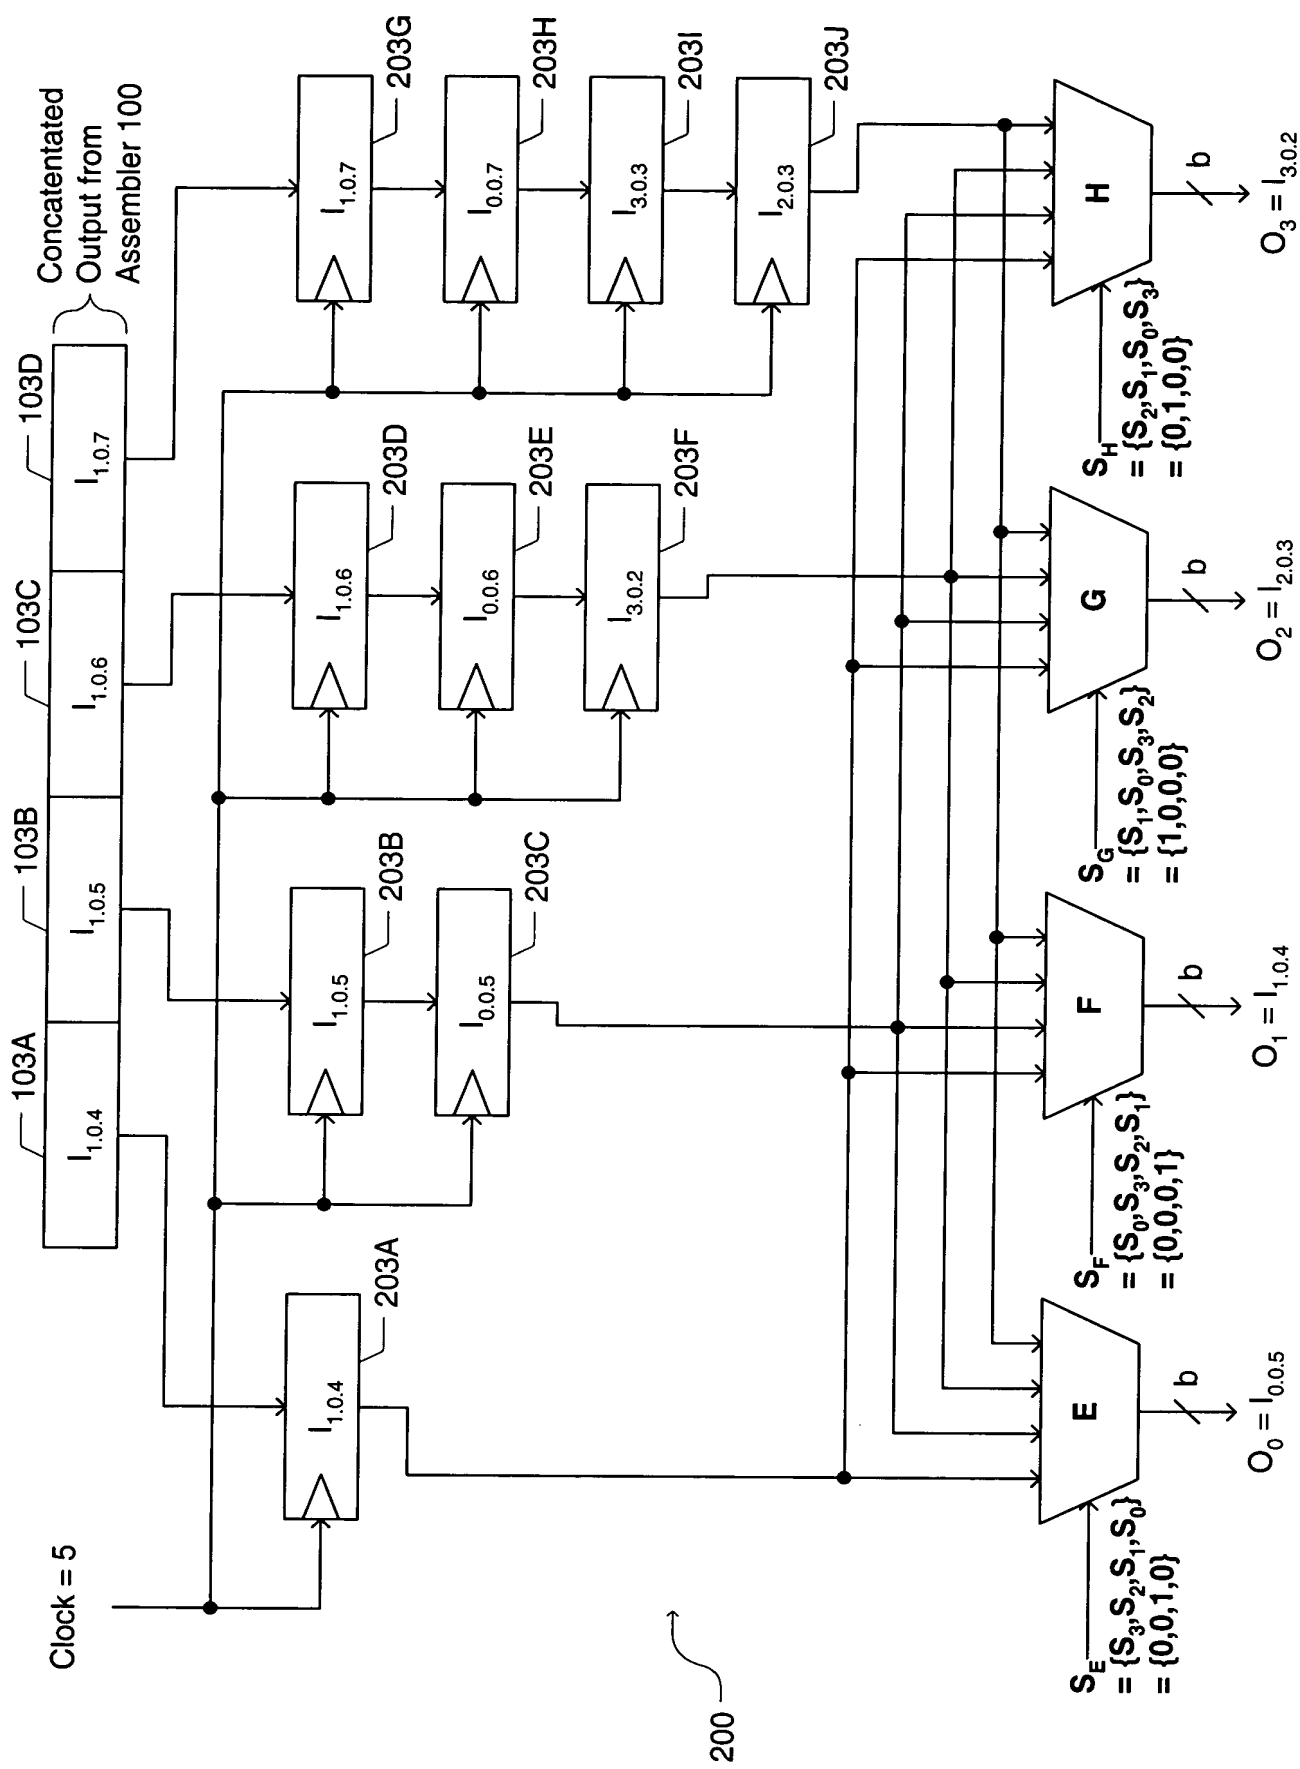 Clock = 5
Concatentated
Output from
Assembler 100
103A
103B
103C
103D
I1.0.4
I1.0.5
I1.0.6
I1.0.7
I1.0.4
203A
I1.0.5
203B
I0.0.5
203C
I1.0.6
203D
I0.0.6
203E
I3.0.2
203F
I1.0.7
203G
I0.0.7
203H
I3.0.3
203I
I2.0.3
203J
200
E
F
G
H
SE
= {S3,S2,S1,S0}
= {0,0,1,0}
SF
= {S0,S3,S2,S1}
= {0,0,0,1}
SG
= {S1,S0,S3,S2}
= {1,0,0,0}
SH
= {S2,S1,S0,S3}
= {0,1,0,0}
b
b
b
b
O0 = I0.0.5
O1 = I1.0.4
O2 = I2.0.3
O3 = I3.0.2